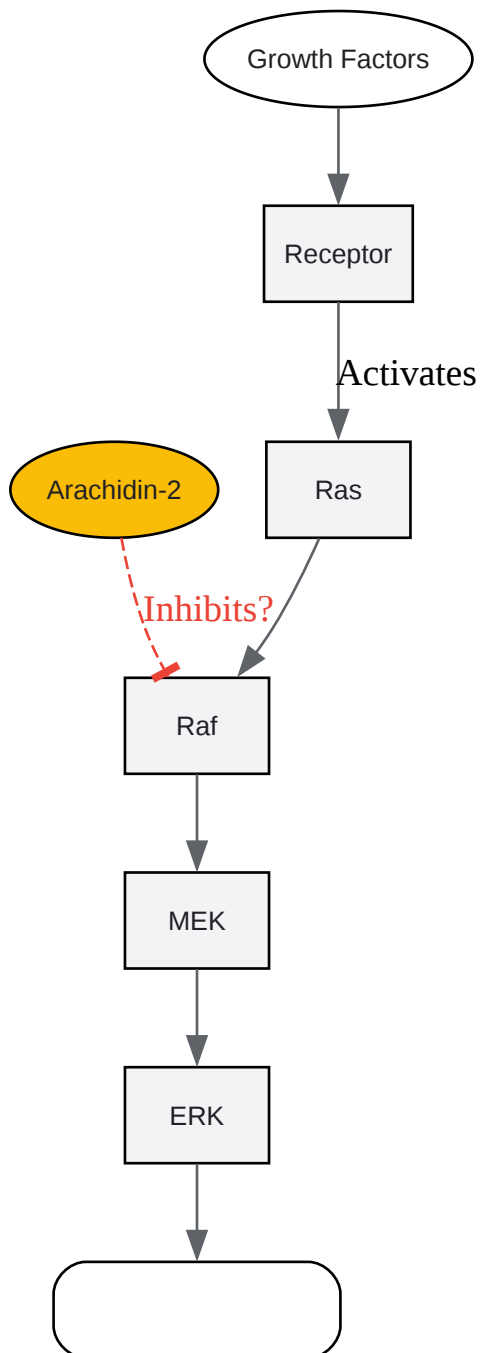 Growth Factors
Receptor
Activates
Arachidin-2
Ras
Inhibits?
Raf
MEK
ERK